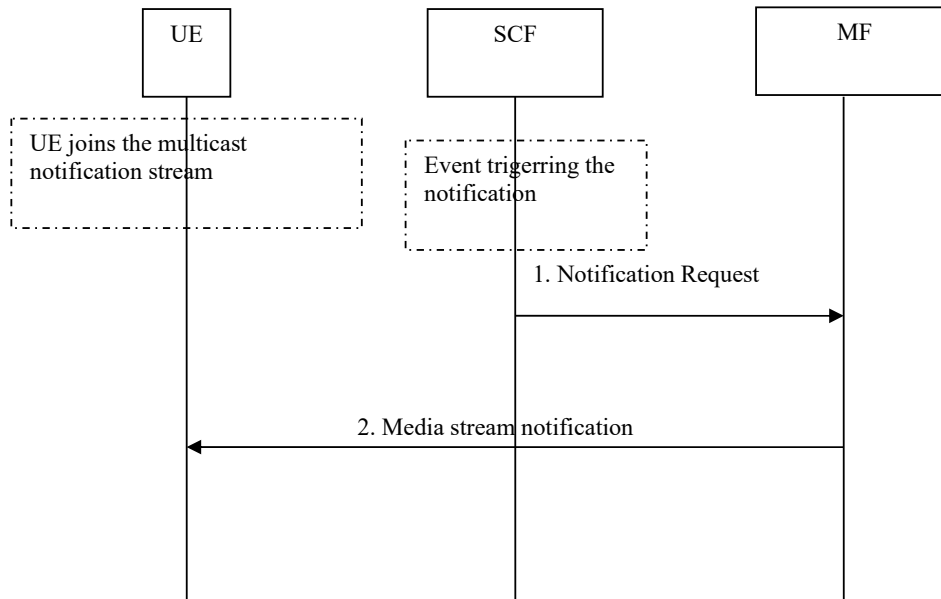 UE
SCF
MF
UE joins the multicast
notification stream
Event trigerring the
notification
1. Notification Request
2. Media stream notification